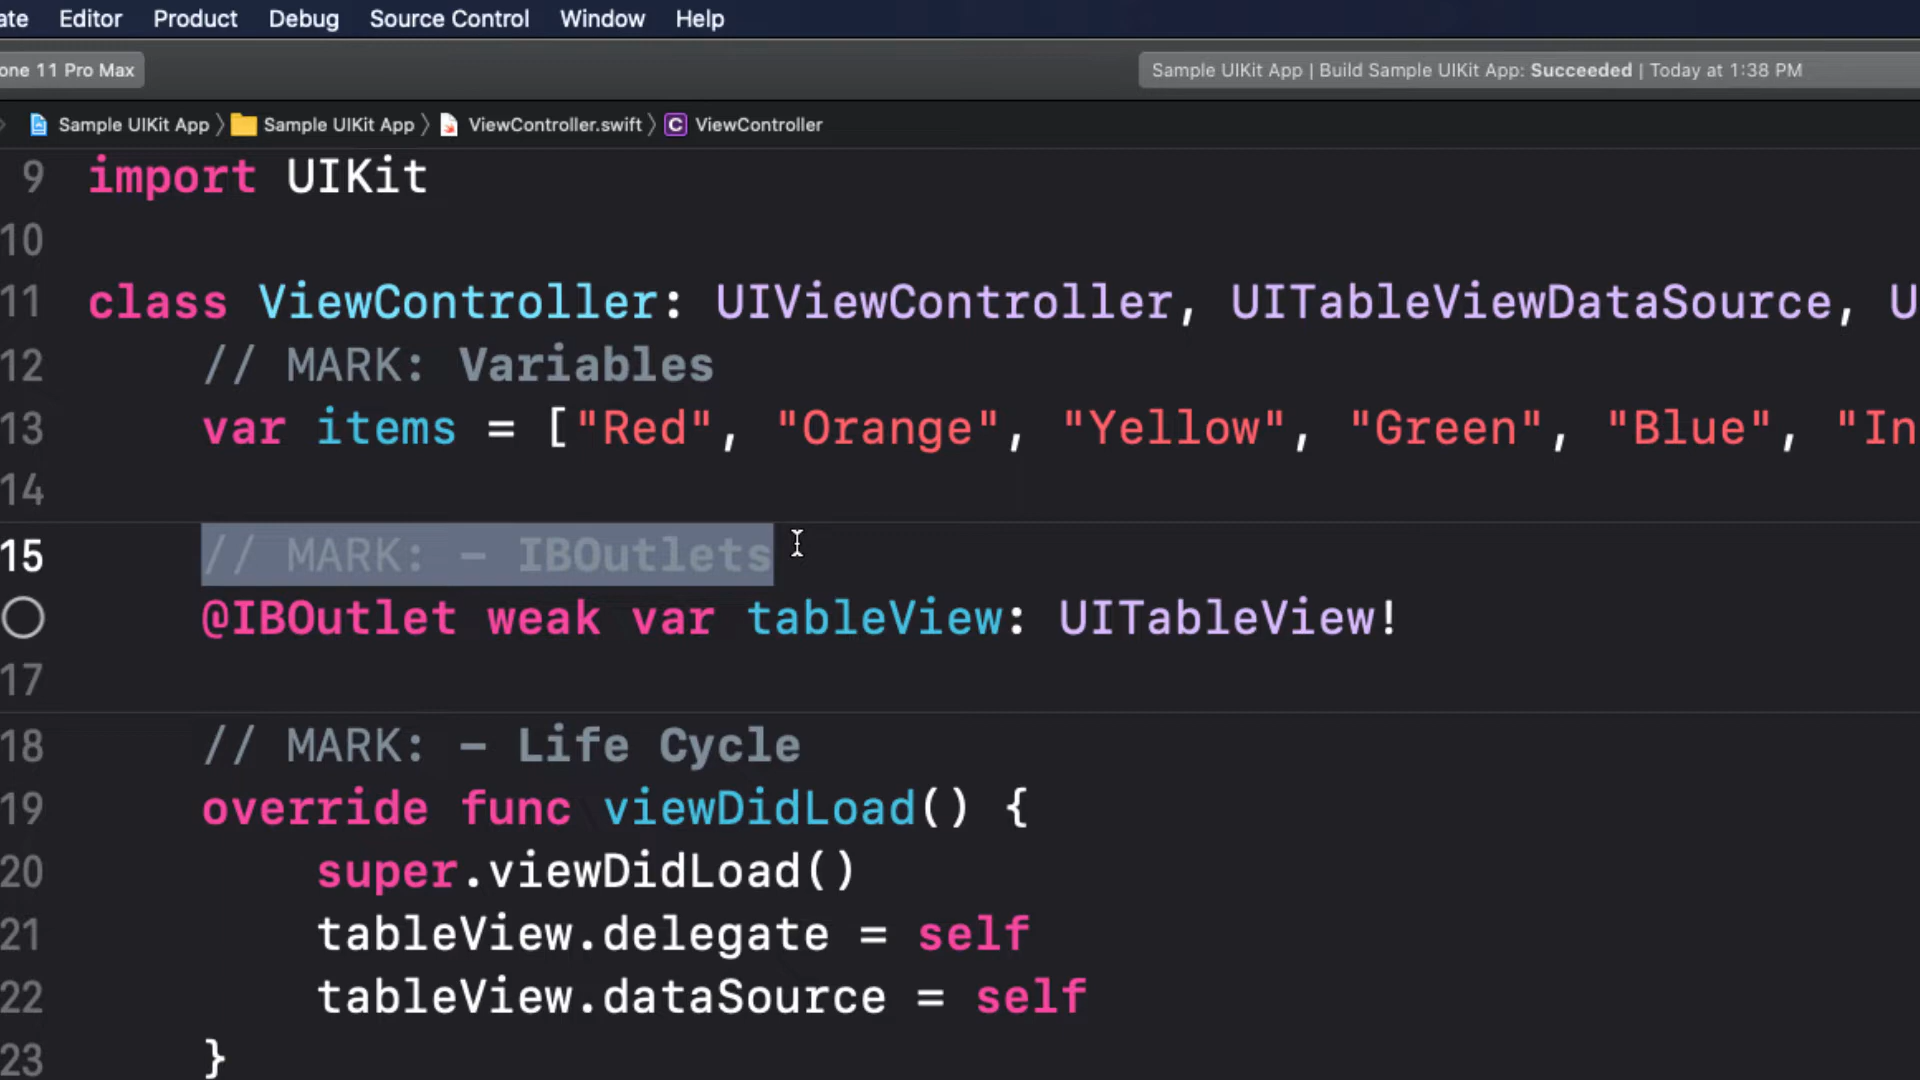 Editor Product Debug Source Control Window Help
11 Pro Max
Sample UIKit App | Build Sample UIKit App: Succeeded | Today at 1:38 PM
Sample UIKit App Sample UIKit App ViewController.swift C ViewController
9 import UIKit
10
11 class ViewController: UIViewController, UITableViewDataSource, U
12 // MARK: Variables
13 var items = ["Red", "Orange", "Yellow", "Green", "Blue", "In
14
15 // MARK: - IBOutlets
@IBOutlet weak var tableView: UITableView!
17
18 // MARK: - Life Cycle
19 override func viewDidLoad() {
20 super.viewDidLoad()
21 tableView.delegate = self
22 tableView.dataSource = self
23 }